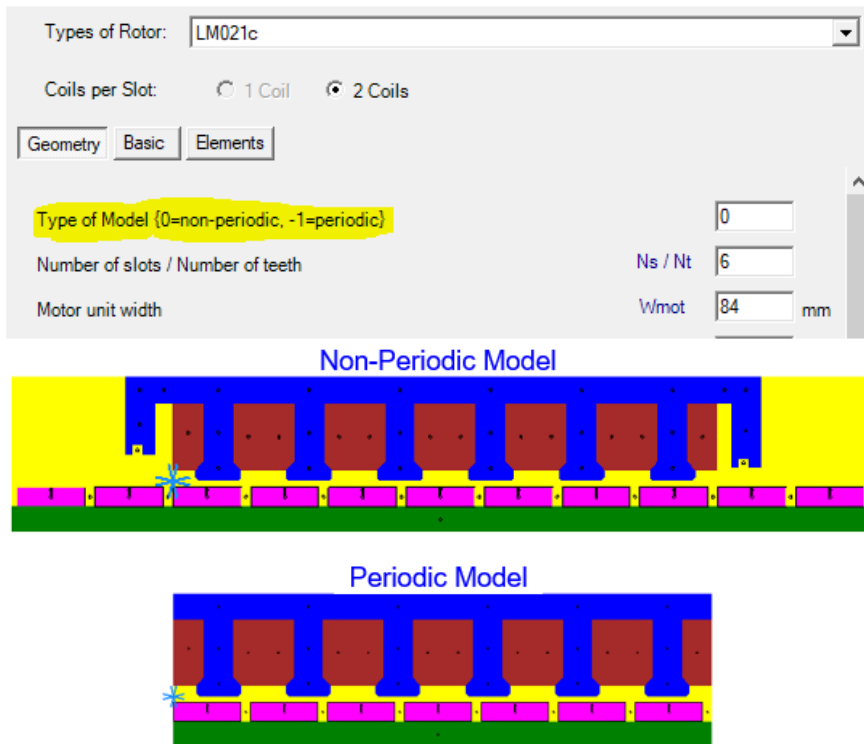 Types of Rotor: LM021c
Coils per Slot: 1 Coil 2 Coils
Geometry Basic Elements
Type of Model {0=non-periodic, -1=periodic} 0
Number of slots / Number of teeth Ns / Nt 6
Motor unit width Wmot 84 mm
Non-Periodic Model
Periodic Model